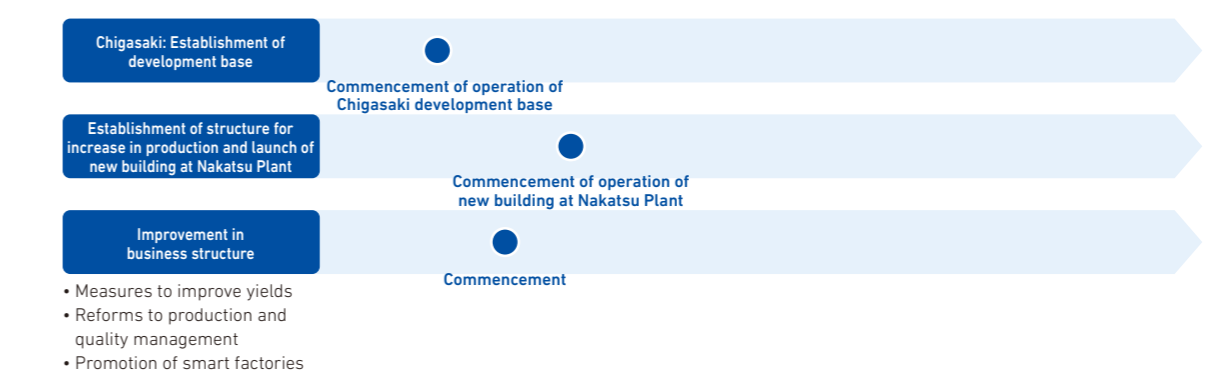 Chigasaki: Establishment of
development base
Commencement of operation of
Chigasaki development base
Establishment of structure for
increase in production and launch of
new building at Nakatsu Plant
Commencement of operation of
new building at Nakatsu Plant
Improvement in
business structure
Commencement
• Measures to improve yields
• Reforms to production and
quality management
• Promotion of smart factories